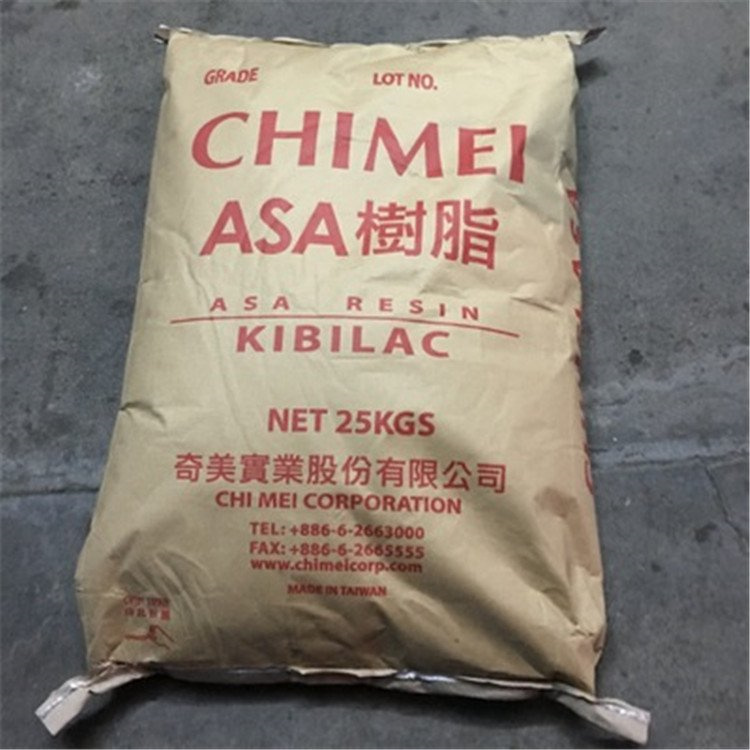 GRADE LOT NO.
CHIMEI
ASA樹脂
ASA RESIN
KIBILAC
NET 25KGS
奇美實業股份有限公司
CHI MEI CORPORATION
TEL: +886-6-2663000
FAX: +886-6-2665555
www.chimeicorp.com
MADE IN TAIWAN